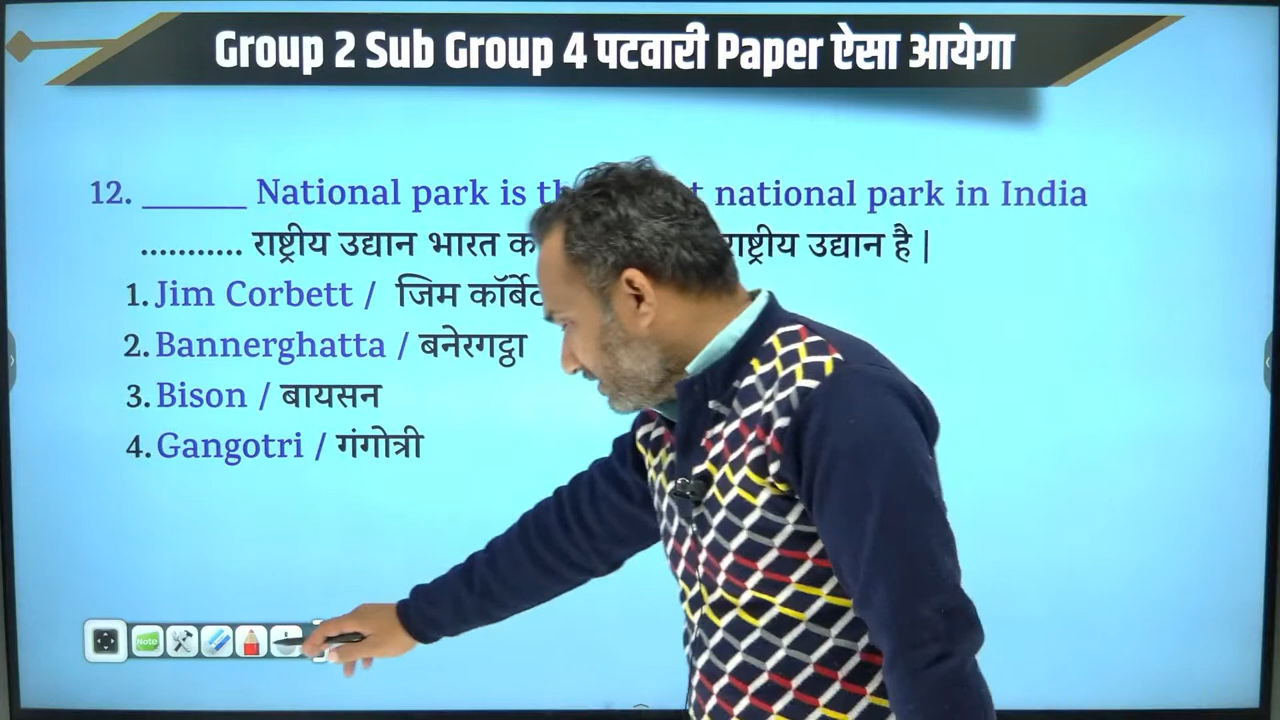 Group 2 Sub Group 4 पटवारी Paper ऐसा आयेगा
12. ______ National park is national park in India
........... राष्ट्रीय उद्यान भारत राष्ट्रीय उद्यान है |
1. Jim Corbett / जिम कॉर्बेट
2. Bannerghatta / बनेरगट्ठा
3. Bison / बायसन
4. Gangotri / गंगोत्री
Note